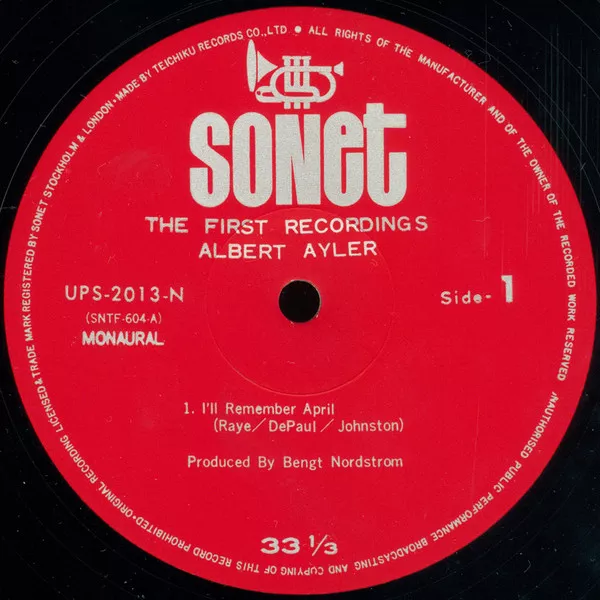 MADE BY TEICHIKU RECORDS CO.,LTD ● ALL RIGHTS OF THE MANUFACTURER AND OF THE OWNER OF THE RECORDED WORK RESERVED
UNAUTHORISED PUBLIC PERFORMANCE BROADCASTING AND COPYING OF THIS RECORD PROHIBITED•ORIGINAL RECORDING LICENSED & TRADE MARK REGISTERED BY SONET STOCKHOLM & LONDON•
SONET
THE FIRST RECORDINGS
ALBERT AYLER
UPS-2013-N
(SNTF-604-A)
MONAURAL
Side-1
1. I'll Remember April
(Raye/DePaul/Johnston)
Produced By Bengt Nordstrom
33 1/3